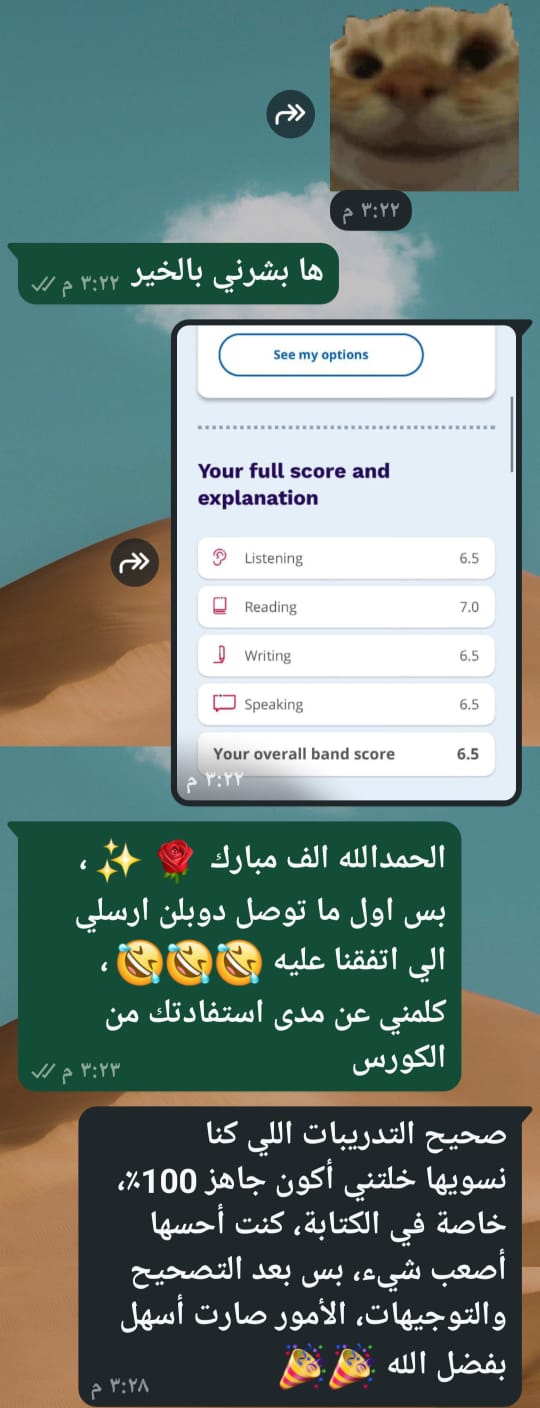 ٣:٢٢ م
ها بشرني بالخير ٣:٢٢ م
See my options
Your full score and
explanation
Listening 6.5
Reading 7.0
Writing 6.5
Speaking 6.5
Your overall band score 6.5
٣:٢٢ م
الحمدالله الف مبارك 🌹 ✨ ،
بس اول ما توصل دوبلن ارسلي
الي اتفقنا عليه 🤣🤣🤣 ،
كلمني عن مدى استفادتك من
الكورس
٣:٢٣ م
صحيح التدريبات اللي كنا
نسويها خلتني أكون جاهز 100٪،
خاصة في الكتابة، كنت أحسها
أصعب شيء، بس بعد التصحيح
والتوجيهات، الأمور صارت أسهل
بفضل الله 🎉🎉
٣:٢٨ م